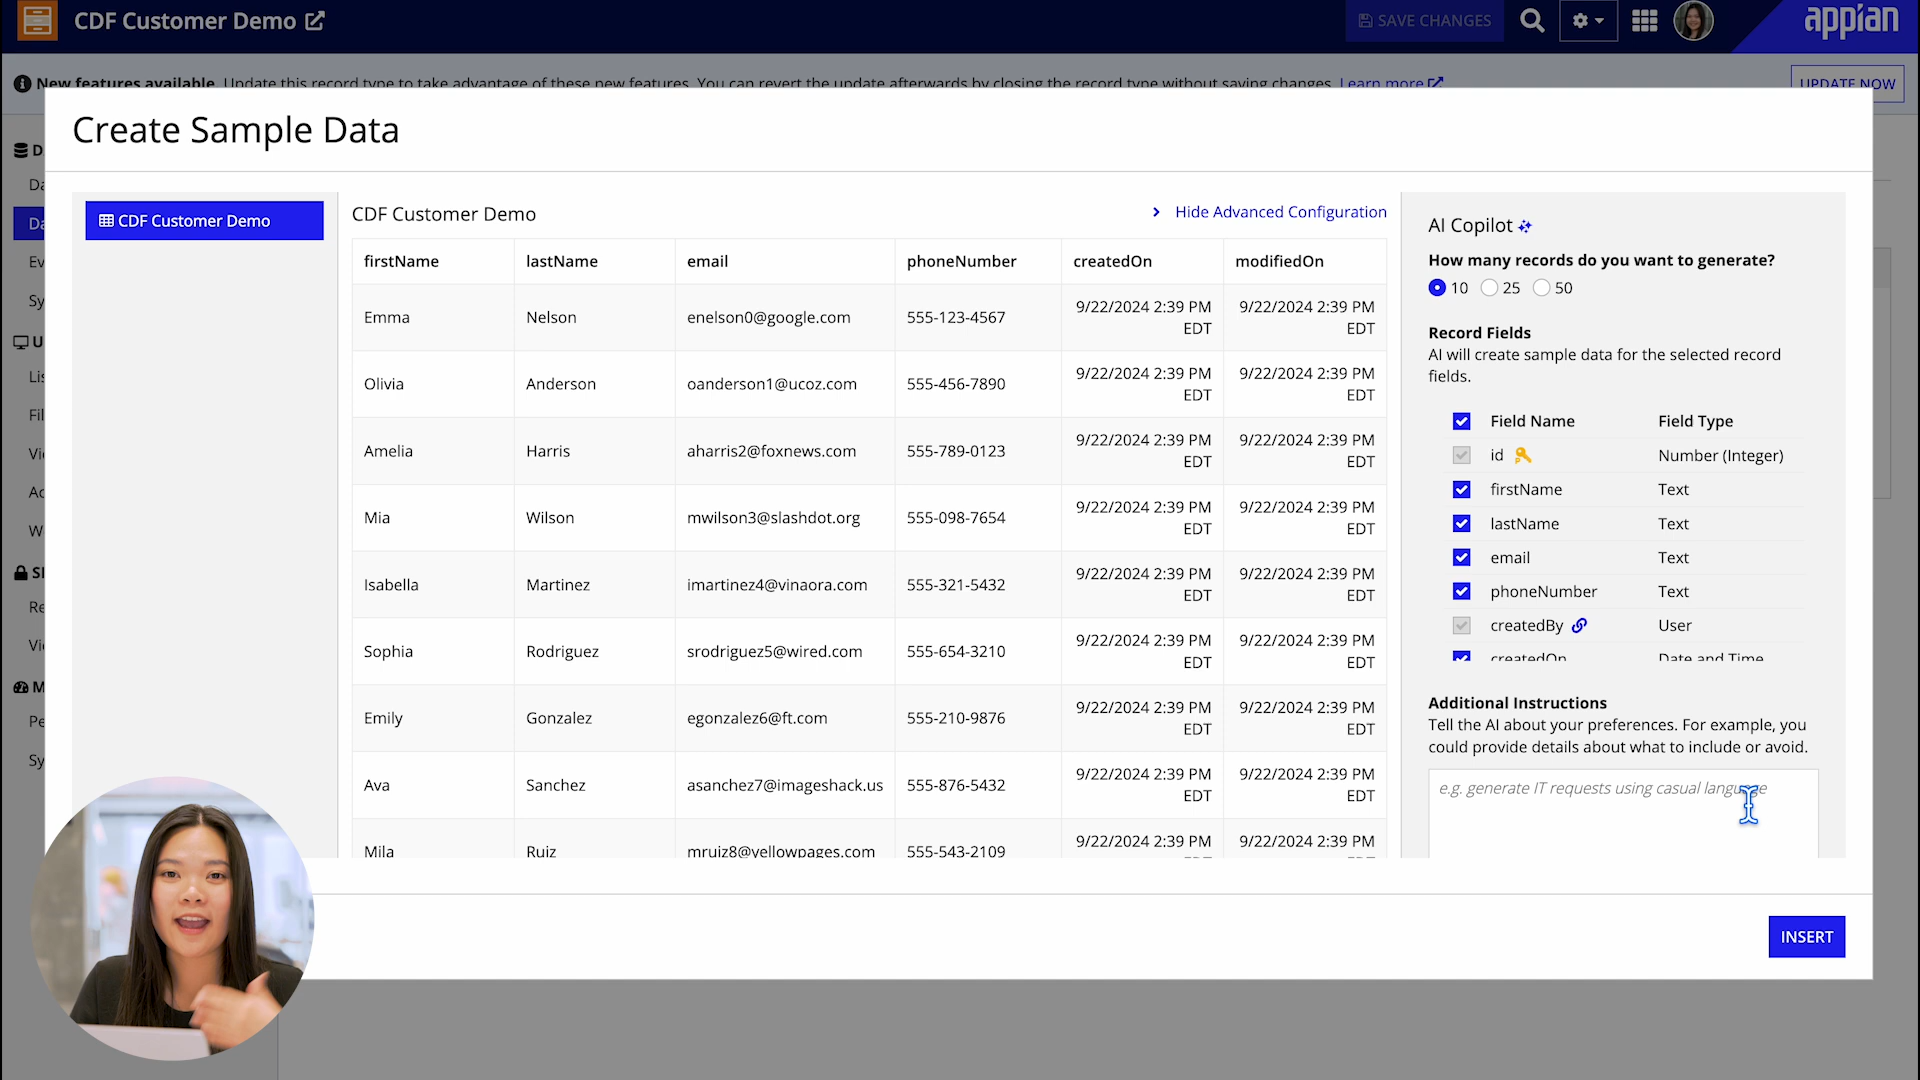 CDF Customer Demo
SAVE CHANGES
appian
New features available. Update this record type to take advantage of these new features. You can revert the update afterwards by closing the record type without saving changes. Learn more
UPDATE NOW
Create Sample Data
CDF Customer Demo
CDF Customer Demo
Hide Advanced Configuration
firstName lastName email phoneNumber createdOn modifiedOn
Emma Nelson enelson0@google.com 555-123-4567 9/22/2024 2:39 PM EDT 9/22/2024 2:39 PM EDT
Olivia Anderson oanderson1@ucoz.com 555-456-7890 9/22/2024 2:39 PM EDT 9/22/2024 2:39 PM EDT
Amelia Harris aharris2@foxnews.com 555-789-0123 9/22/2024 2:39 PM EDT 9/22/2024 2:39 PM EDT
Mia Wilson mwilson3@slashdot.org 555-098-7654 9/22/2024 2:39 PM EDT 9/22/2024 2:39 PM EDT
Isabella Martinez imartinez4@vinaora.com 555-321-5432 9/22/2024 2:39 PM EDT 9/22/2024 2:39 PM EDT
Sophia Rodriguez srodriguez5@wired.com 555-654-3210 9/22/2024 2:39 PM EDT 9/22/2024 2:39 PM EDT
Emily Gonzalez egonzalez6@ft.com 555-210-9876 9/22/2024 2:39 PM EDT 9/22/2024 2:39 PM EDT
Ava Sanchez asanchez7@imageshack.us 555-876-5432 9/22/2024 2:39 PM EDT 9/22/2024 2:39 PM EDT
Mila Ruiz mruiz8@yellowpages.com 555-543-2109 9/22/2024 2:39 PM EDT 9/22/2024 2:39 PM EDT
AI Copilot
How many records do you want to generate?
10 25 50
Record Fields
AI will create sample data for the selected record
fields.
Field Name Field Type
id Number (Integer)
firstName Text
lastName Text
email Text
phoneNumber Text
createdBy User
createdOn Date and Time
Additional Instructions
Tell the AI about your preferences. For example, you
could provide details about what to include or avoid.
e.g. generate IT requests using casual language
INSERT